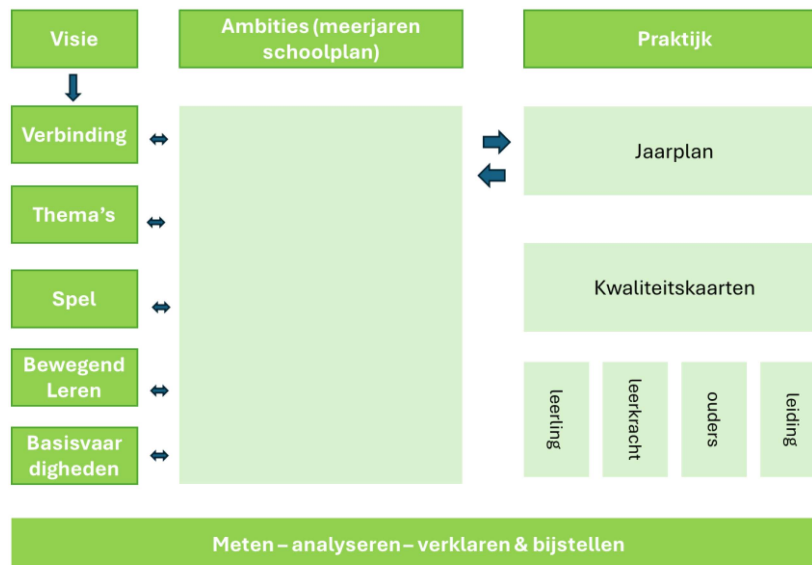 Visie
Ambities (meerjaren
schoolplan)
Praktijk
Verbinding
Thema's
Spel
Bewegend
Leren
Basisvaar
digheden
Jaarplan
Kwaliteitskaarten
leerling
leerkracht
ouders
leiding
Meten – analyseren – verklaren & bijstellen